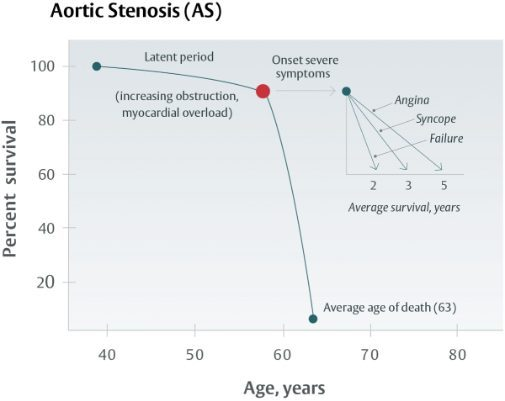 Aortic Stenosis (AS)
Latent period
(increasing obstruction,
myocardial overload)
Onset severe
symptoms
Angina
Syncope
Failure
2 3 5
Average survival, years
Average age of death (63)
Percent survival
100
80
60
40
20
40 50 60 70 80
Age, years